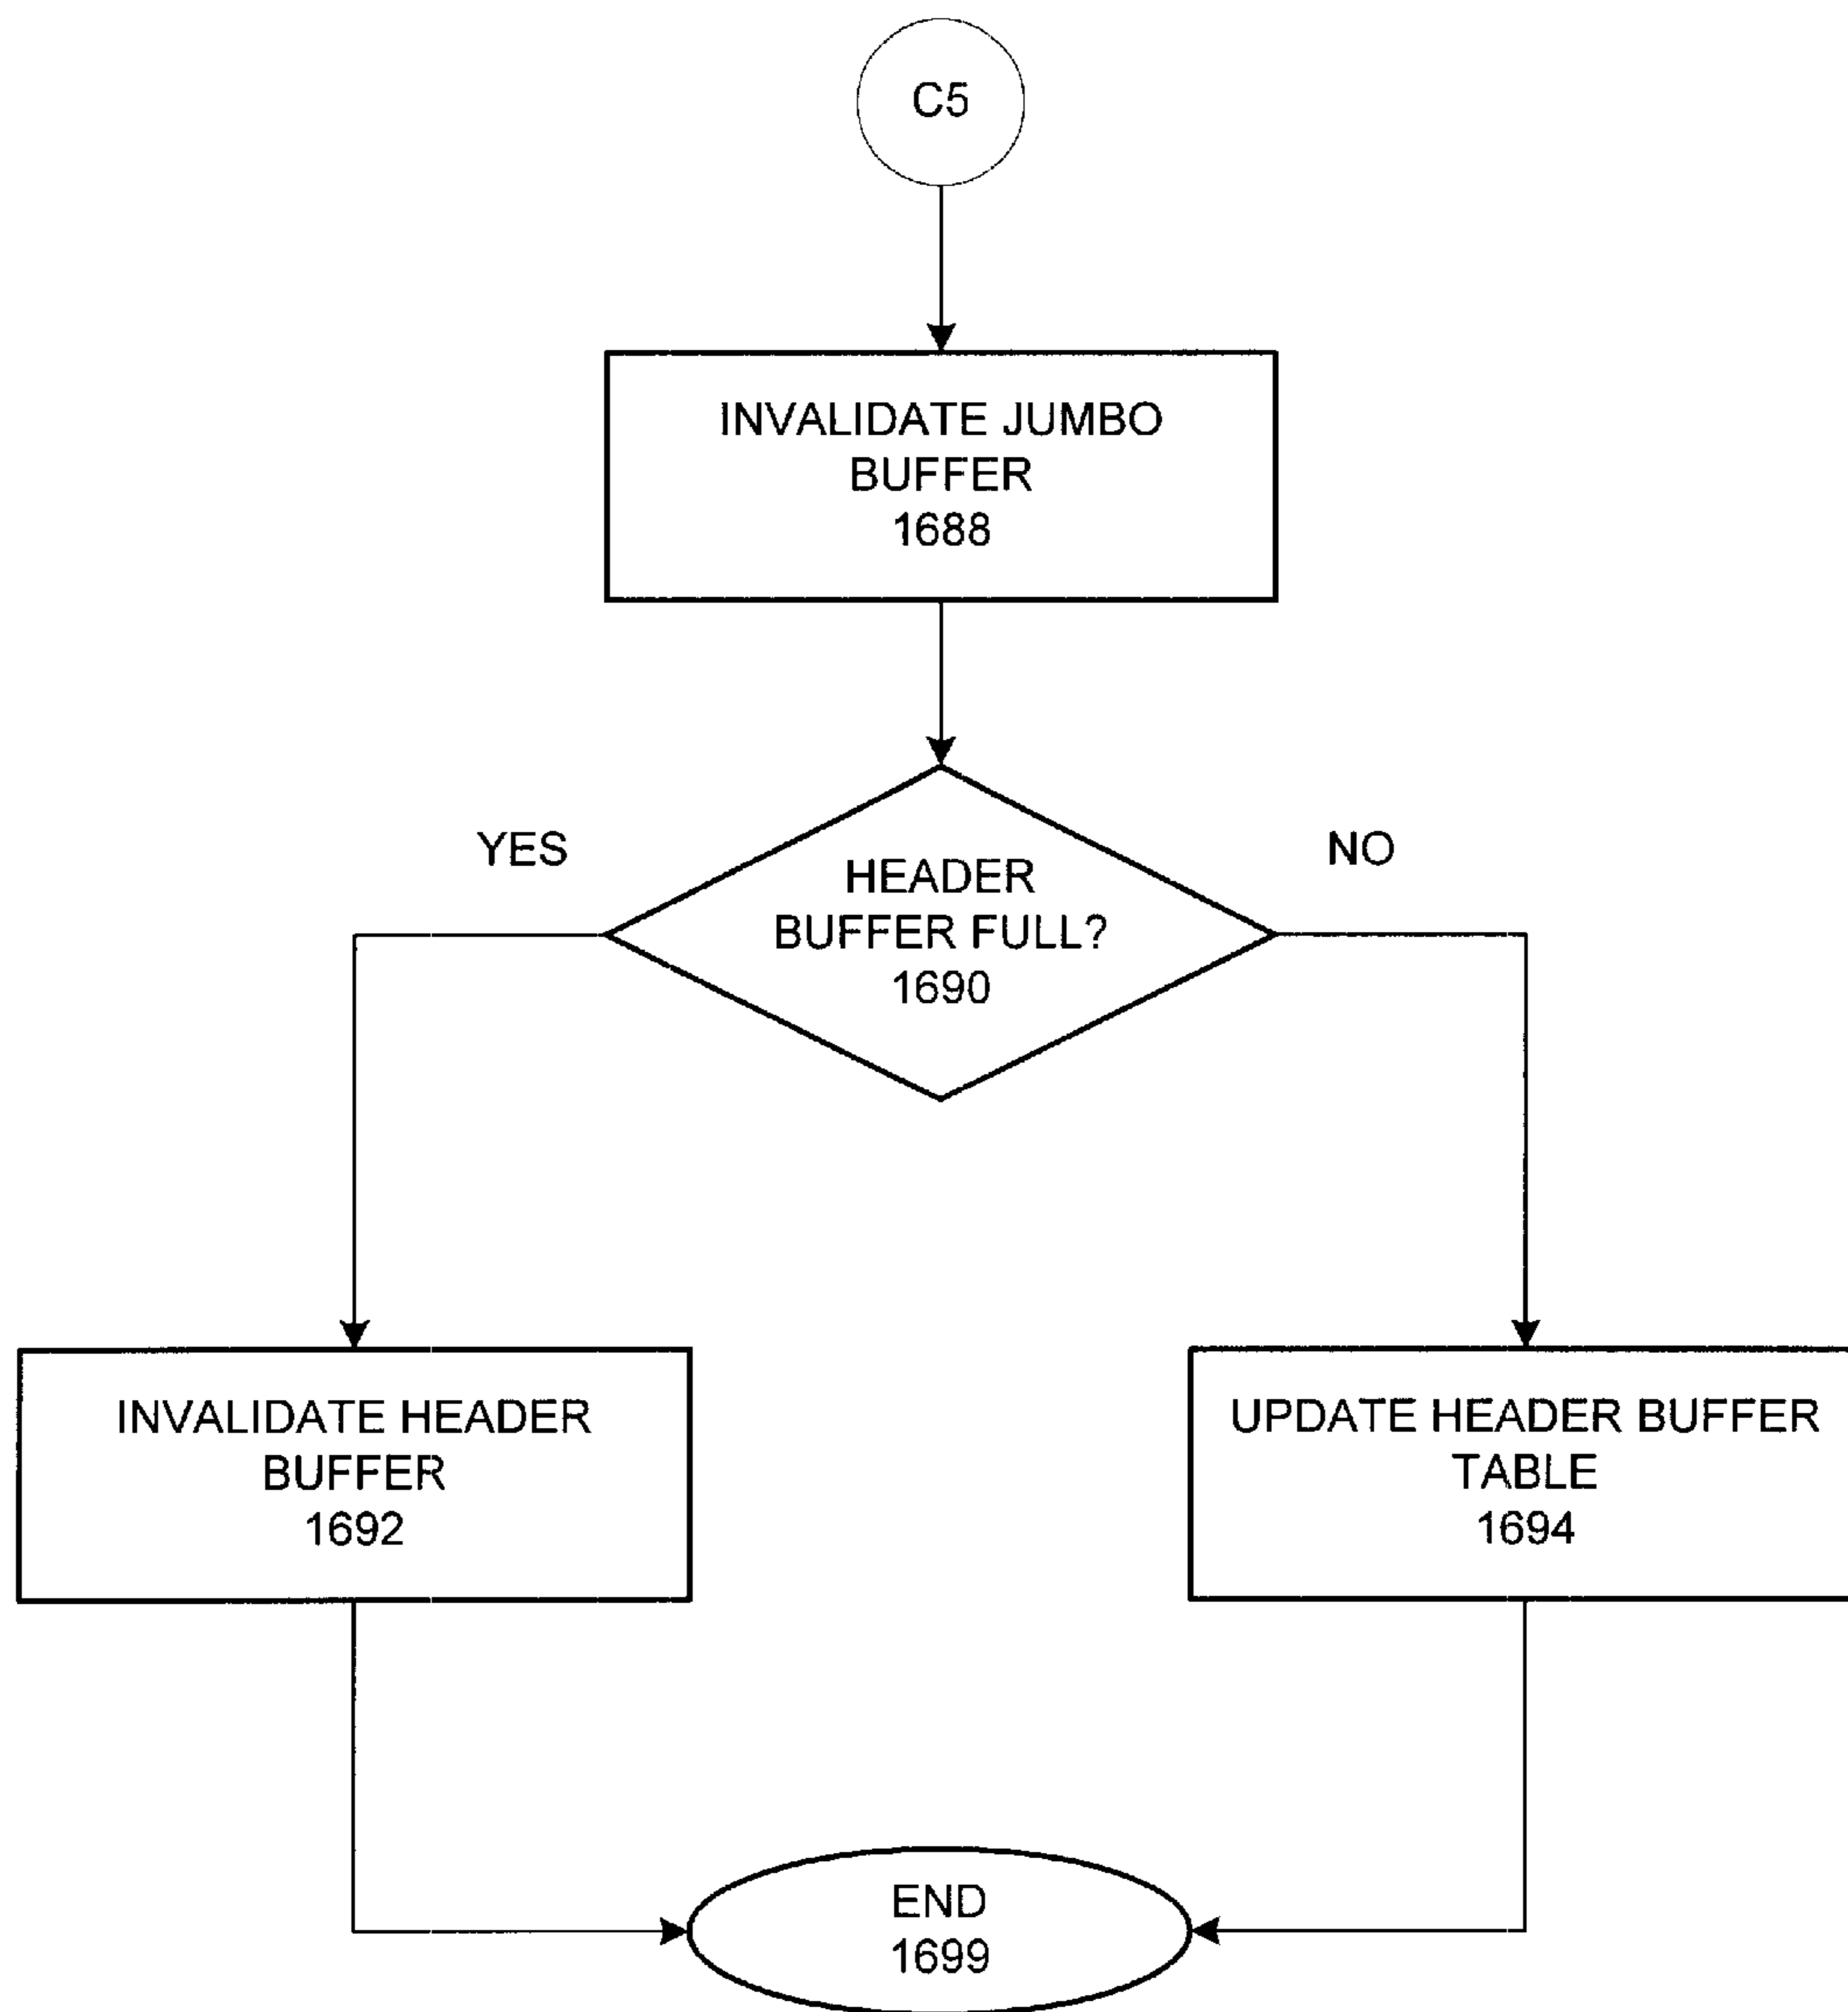 C5
INVALIDATE JUMBO
BUFFER
1688
YES
NO
HEADER
BUFFER FULL?
1690
INVALIDATE HEADER
BUFFER
1692
UPDATE HEADER BUFFER
TABLE
1694
END
1699